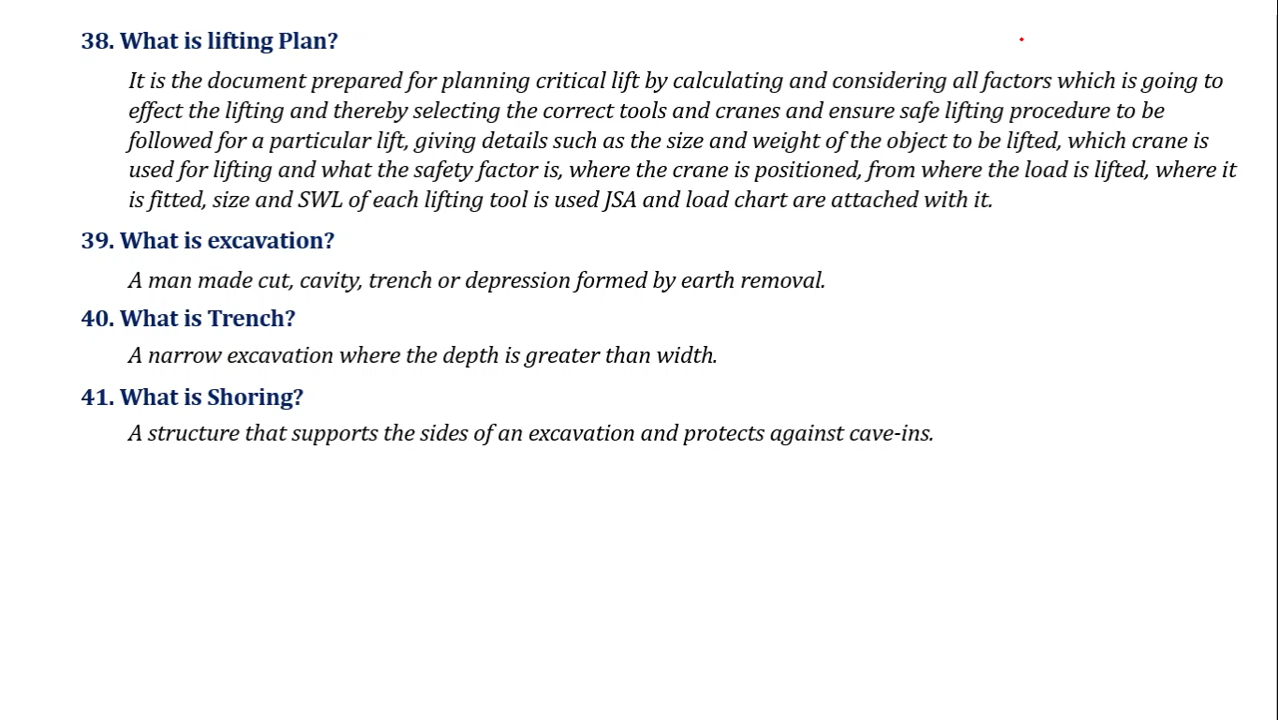 38. What is lifting Plan?
It is the document prepared for planning critical lift by calculating and considering all factors which is going to
effect the lifting and thereby selecting the correct tools and cranes and ensure safe lifting procedure to be
followed for a particular lift, giving details such as the size and weight of the object to be lifted, which crane is
used for lifting and what the safety factor is, where the crane is positioned, from where the load is lifted, where it
is fitted, size and SWL of each lifting tool is used JSA and load chart are attached with it.
39. What is excavation?
A man made cut, cavity, trench or depression formed by earth removal.
40. What is Trench?
A narrow excavation where the depth is greater than width.
41. What is Shoring?
A structure that supports the sides of an excavation and protects against cave-ins.